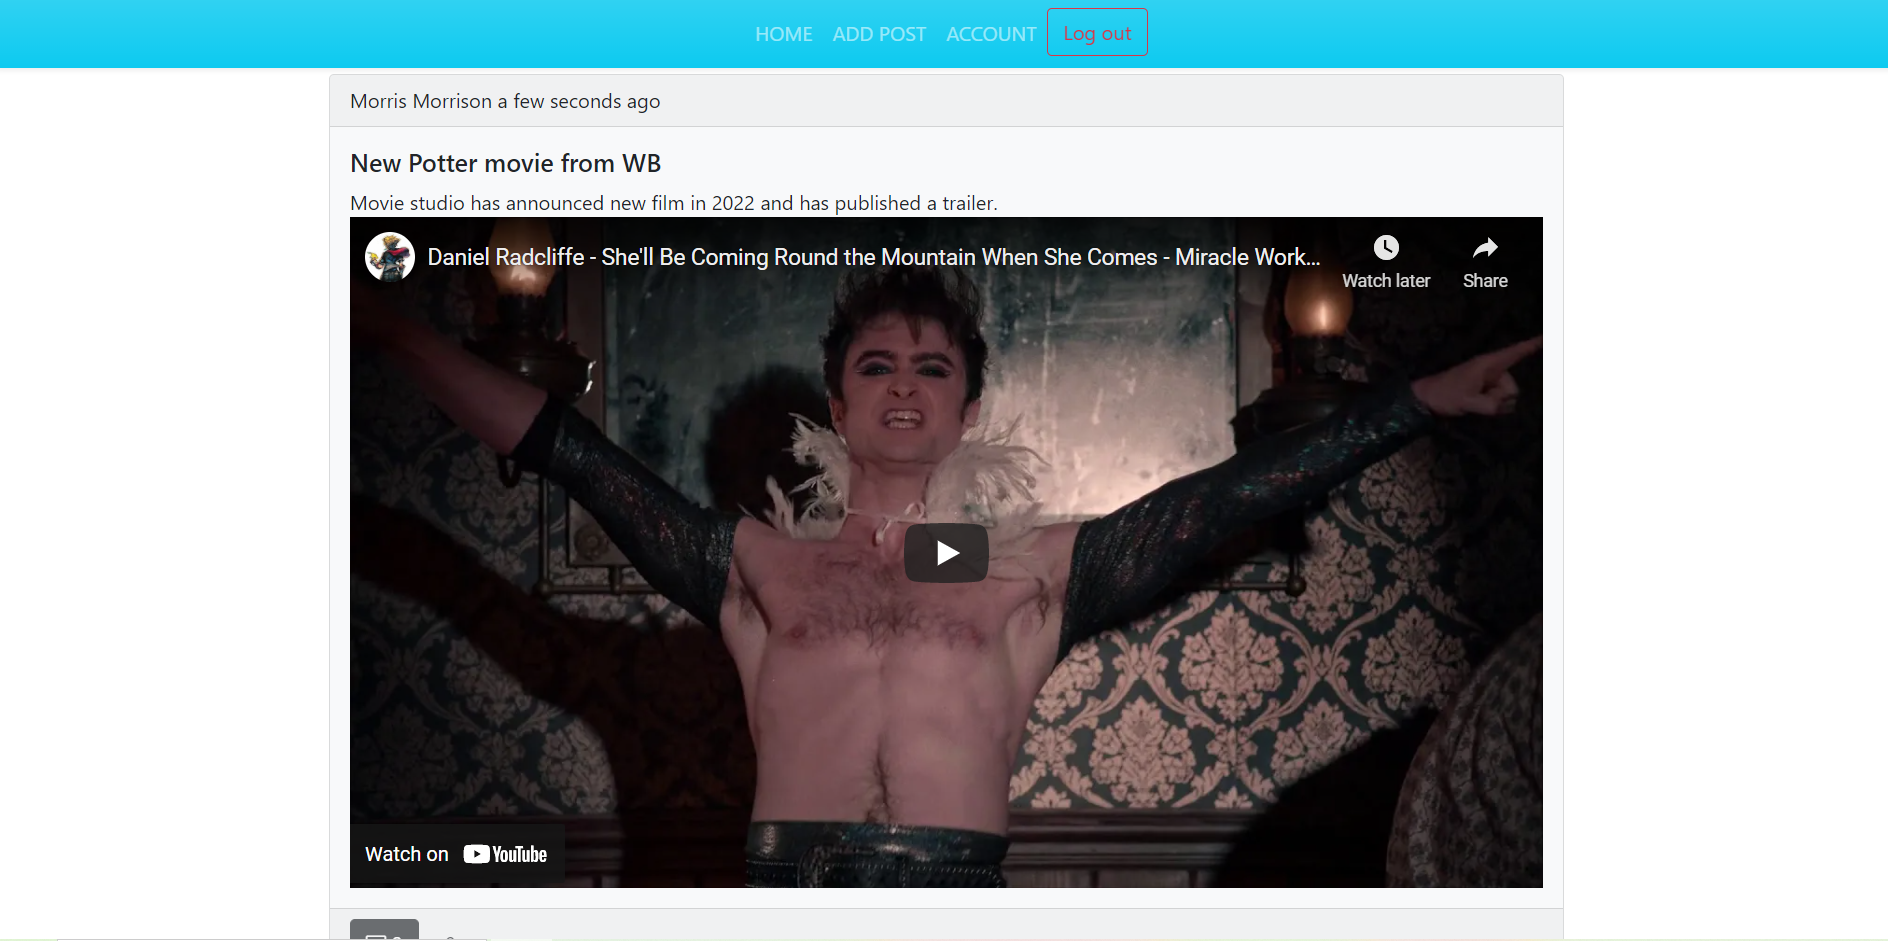 HOME ADD POST ACCOUNT Log out
Morris Morrison a few seconds ago
New Potter movie from WB
Movie studio has announced new film in 2022 and has published a trailer.
Daniel Radcliffe - She'll Be Coming Round the Mountain When She Comes - Miracle Work...
Watch later Share
Watch on YouTube